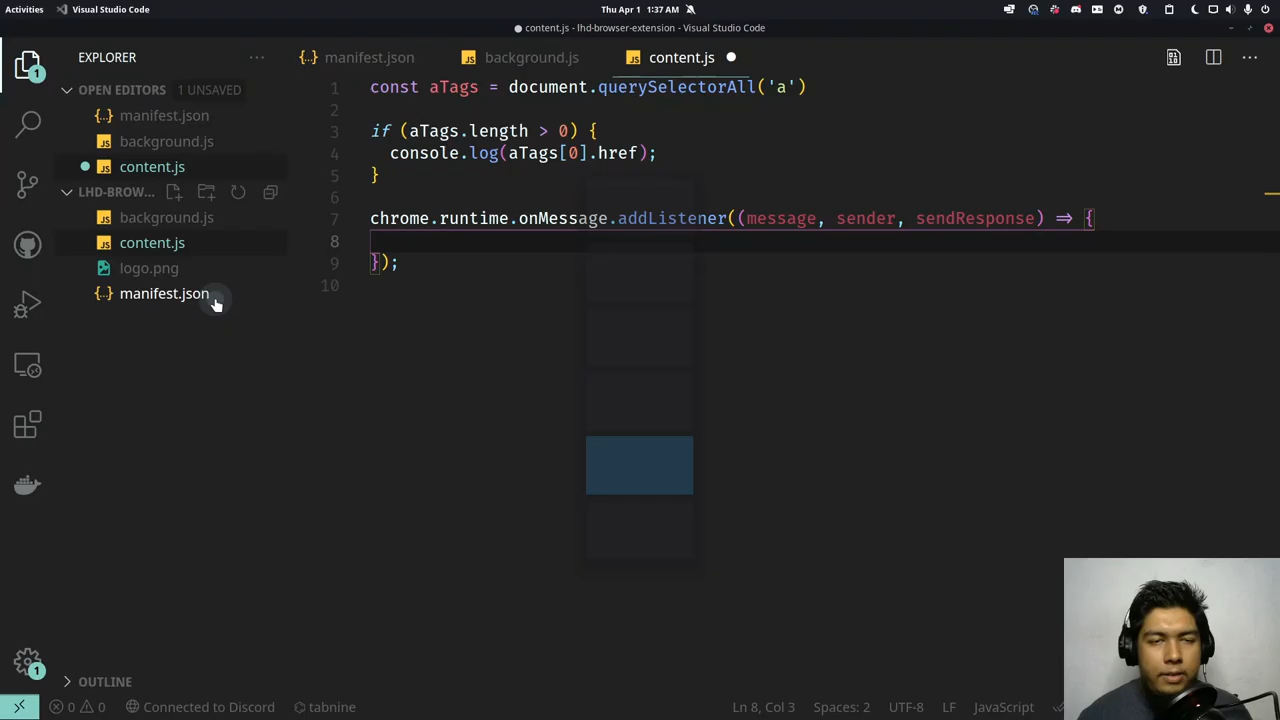 Activities
Visual Studio Code
Thu Apr 1 1:37 AM
● content.js - lhd-browser-extension - Visual Studio Code
EXPLORER
manifest.json
background.js
content.js
OPEN EDITORS
1 UNSAVED
manifest.json
background.js
content.js
LHD-BROW...
background.js
content.js
logo.png
manifest.json
OUTLINE
1 const aTags = document.querySelectorAll('a')
2
3 if (aTags.length > 0) {
4 console.log(aTags[0].href);
5 }
6
7 chrome.runtime.onMessage.addListener((message, sender, sendResponse) => {
8
9 });
10
1
1
0 0
Connected to Discord
tabnine
Ln 8, Col 3
Spaces: 2
UTF-8
LF
JavaScript